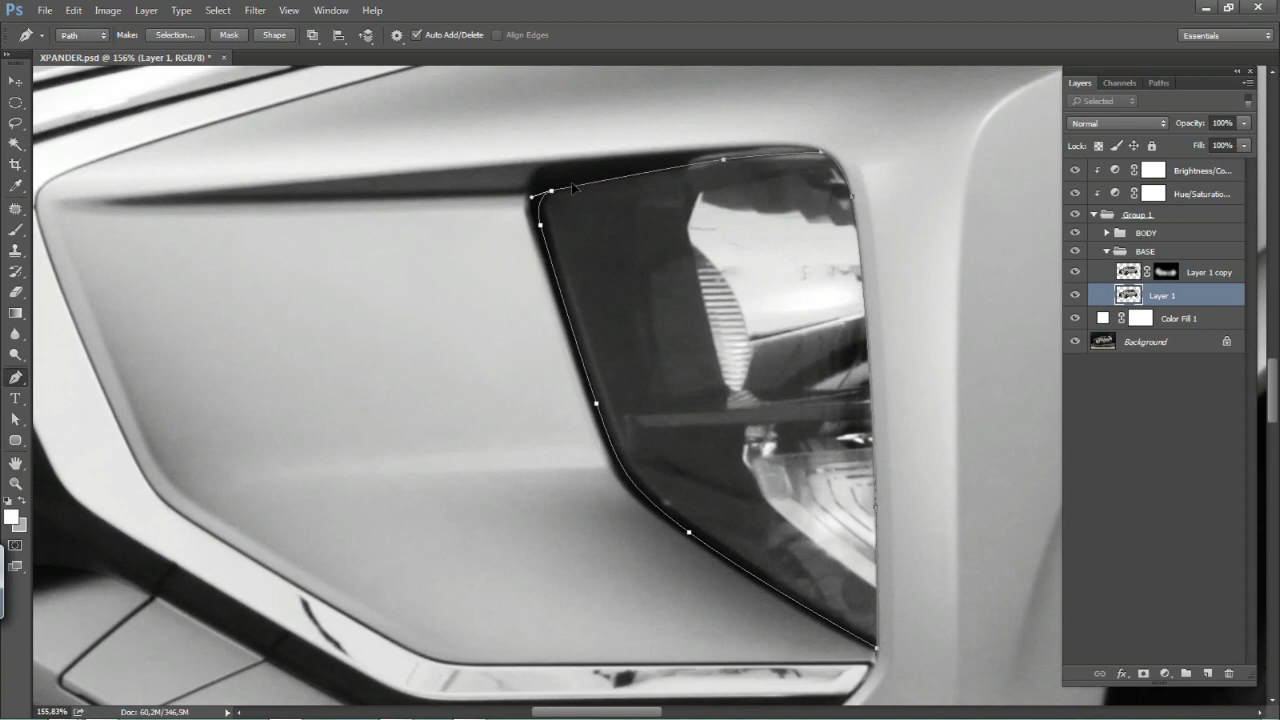 Ps File Edit Image Layer Type Select Filter View Window Help
Path Make: Selection... Mask Shape Auto Add/Delete Align Edges Essentials
XPANDER.psd @ 156% (Layer 1, RGB/8) *
Layers Channels Paths
Selected
Normal Opacity: 100%
Lock: Fill: 100%
Brightness/Co...
Hue/Saturatio...
Group 1
BODY
BASE
Layer 1 copy
Layer 1
Color Fill 1
Background
155.83% Doc: 60,2M/346,5M